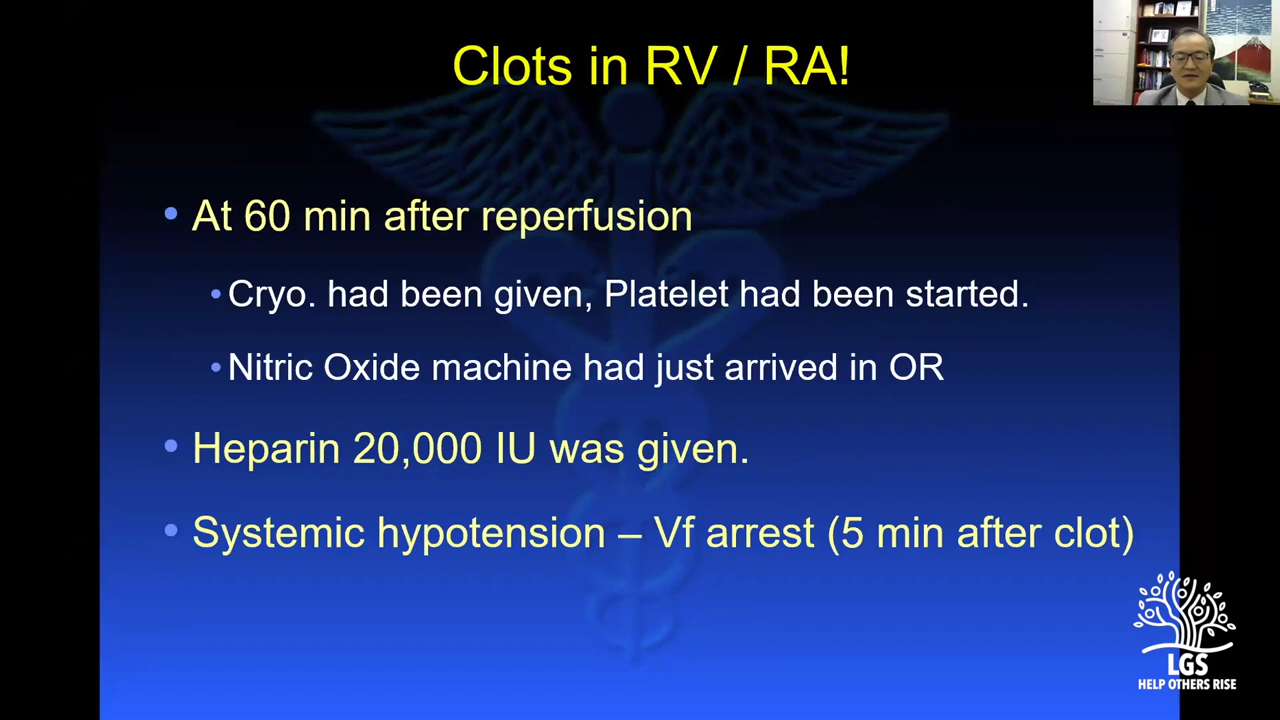 Clots in RV / RA!
• At 60 min after reperfusion
• Cryo. had been given, Platelet had been started.
• Nitric Oxide machine had just arrived in OR
• Heparin 20,000 IU was given.
• Systemic hypotension – Vf arrest (5 min after clot)
LGS
HELP OTHERS RISE